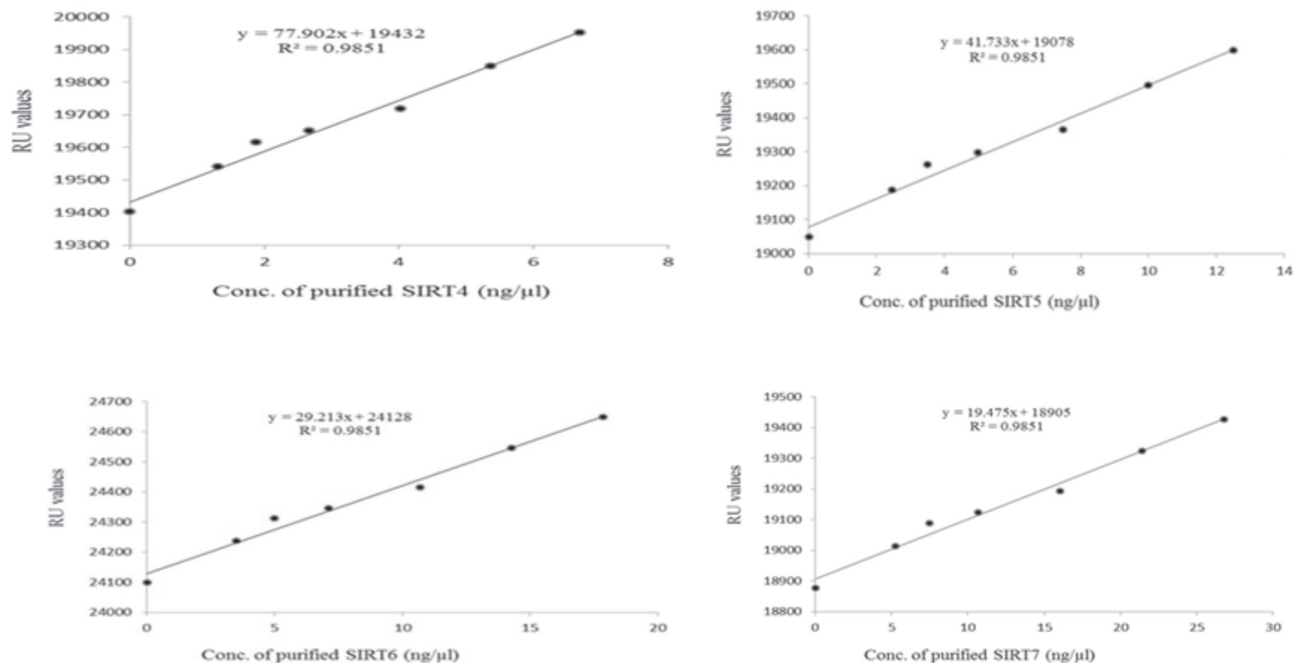 20000
19900
19800
19700
19600
19500
19400
19300
RU values
y = 77.902x + 19432
R² = 0.9851
0 2 4 6 8
Conc. of purified SIRT4 (ng/µl)
19700
19600
19500
19400
19300
19200
19100
19000
RU values
y = 41.733x + 19078
R² = 0.9851
0 2 4 6 8 10 12 14
Conc. of purified SIRT5 (ng/µl)
24700
24600
24500
24400
24300
24200
24100
24000
RU values
y = 29.213x + 24128
R² = 0.9851
0 5 10 15 20
Conc. of purified SIRT6 (ng/µl)
19500
19400
19300
19200
19100
19000
18900
18800
RU values
y = 19.475x + 18905
R² = 0.9851
0 5 10 15 20 25 30
Conc. of purified SIRT7 (ng/µl)